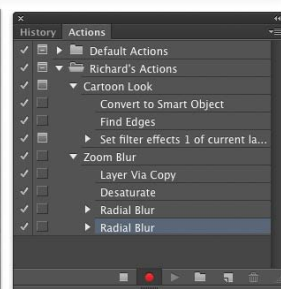 History Actions
Default Actions
Richard's Actions
Cartoon Look
Convert to Smart Object
Find Edges
Set filter effects 1 of current la...
Zoom Blur
Layer Via Copy
Desaturate
Radial Blur
Radial Blur